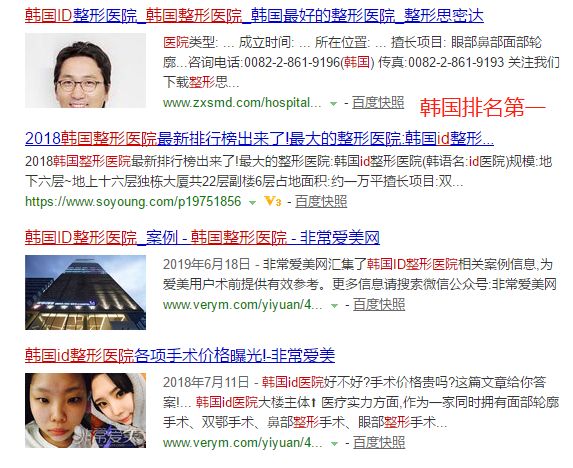 韩国ID整形医院_韩国整形医院_韩国最好的整形医院_整形思密达
医院类型: ... 成立时间: ... 所在位置: ... 擅长项目: 眼部鼻部面部轮
廓...咨询电话:0082-2-861-9196(韩国) 传真:0082-2-861-9193 关注我们
下载整形思...
www.zxsmd.com/hospital... - 百度快照
韩国排名第一
2018韩国整形医院最新排行榜出来了!最大的整形医院:韩国id整形...
2018韩国整形医院最新排行榜出来了!最大的整形医院:韩国id整形医院(韩语名:id医院)规模:地
下六层~地上十六层独栋大厦共22层副楼6层占地面积:约一万平擅长项目:双...
https://www.soyoung.com/p19751856 V3 - 百度快照
韩国ID整形医院_案例 - 韩国整形医院 - 非常爱美网
2019年6月18日 - 非常爱美网汇集了韩国ID整形医院相关案例信息,为
爱美用户术前提供有效参考。更多信息请搜索微信公众号:非常爱美网
www.verym.com/yiyuan/4... - 百度快照
韩国id整形医院各项手术价格曝光!-非常爱美
2018年7月11日 - 韩国id医院好不好?手术价格贵吗?这篇文章给你答
案!... 韩国id医院大楼主体⬆ 医疗实力方面,作为一家同时拥有面部轮廓
手术、双鄂手术、鼻部整形手术、眼部整形手术...
非常爱美
www.verym.com/yiyuan/4... - 百度快照